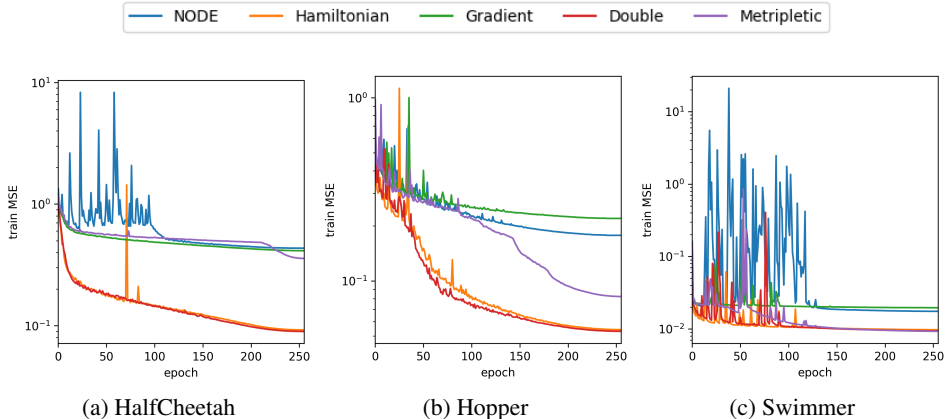 NODE Hamiltonian Gradient Double Metripletic
10^1
10^0
10^-1
train MSE
0 50 100 150 200 250
epoch
(a) HalfCheetah
10^0
10^-1
train MSE
0 50 100 150 200 250
epoch
(b) Hopper
10^1
10^0
10^-1
10^-2
train MSE
0 50 100 150 200 250
epoch
(c) Swimmer